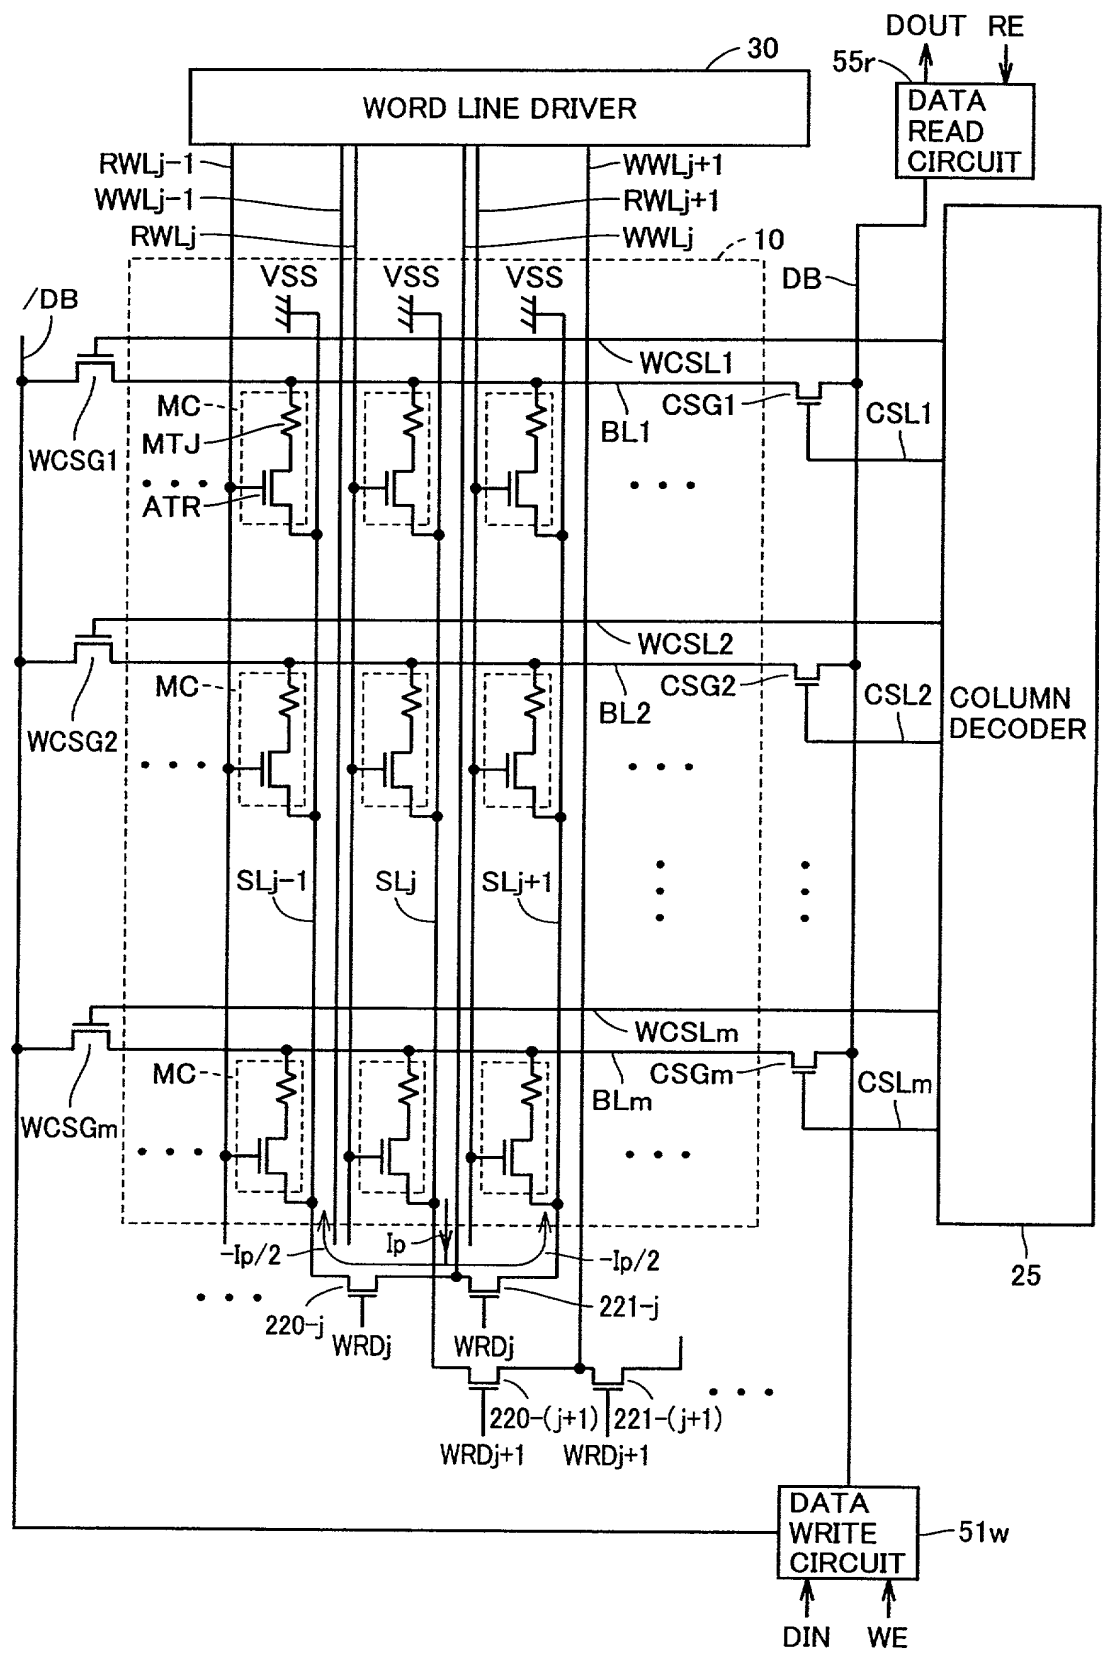 DOUT RE
30
55r
WORD LINE DRIVER
DATA
READ
CIRCUIT
RWLj-1
WWLj+1
WWLj-1
RWLj+1
RWLj
WWLj
10
VSS
VSS
VSS
DB
/DB
WCSL1
MC
CSG1
BL1
CSL1
MTJ
WCSG1
ATR
WCSL2
MC
CSG2
BL2
CSL2
COLUMN
DECODER
WCSG2
SLj-1
SLj
SLj+1
WCSLm
MC
CSGm
BLm
CSLm
WCSGm
-Ip/2
Ip
-Ip/2
25
220-j
221-j
WRDj
WRDj
220-(j+1)
221-(j+1)
WRDj+1
WRDj+1
DATA
WRITE
CIRCUIT
51w
DIN
WE